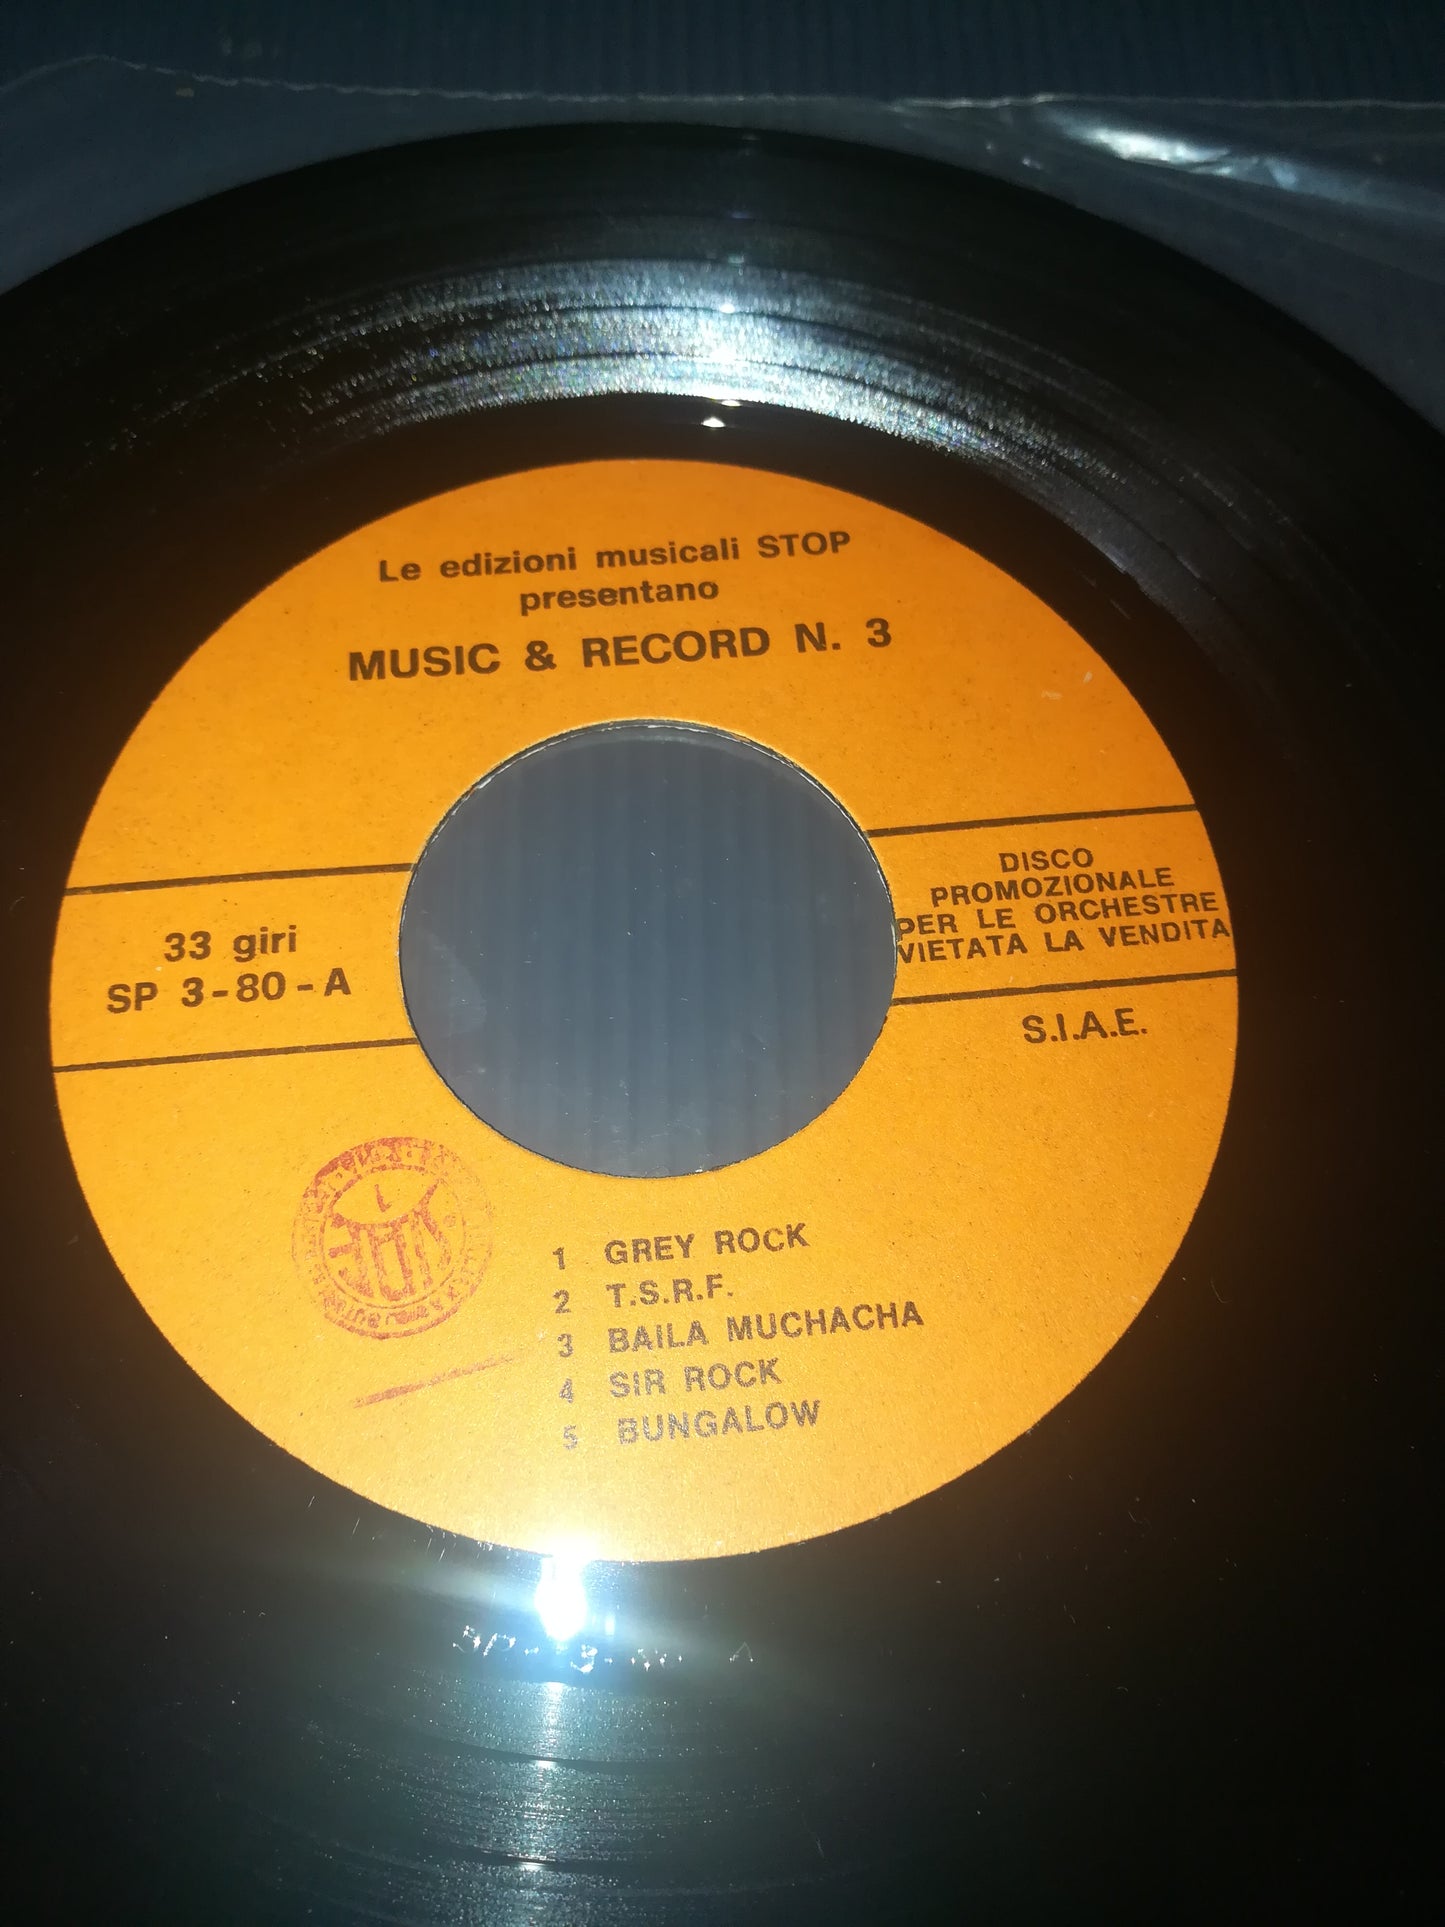 Le edizioni musicali STOP
presentano
MUSIC & RECORD N. 3
33 giri
SP 3-80-A
DISCO
PROMOZIONALE
PER LE ORCHESTRE
VIETATA LA VENDITA
S.I.A.E.
1 GREY ROCK
2 T.S.R.F.
3 BAILA MUCHACHA
4 SIR ROCK
5 BUNGALOW